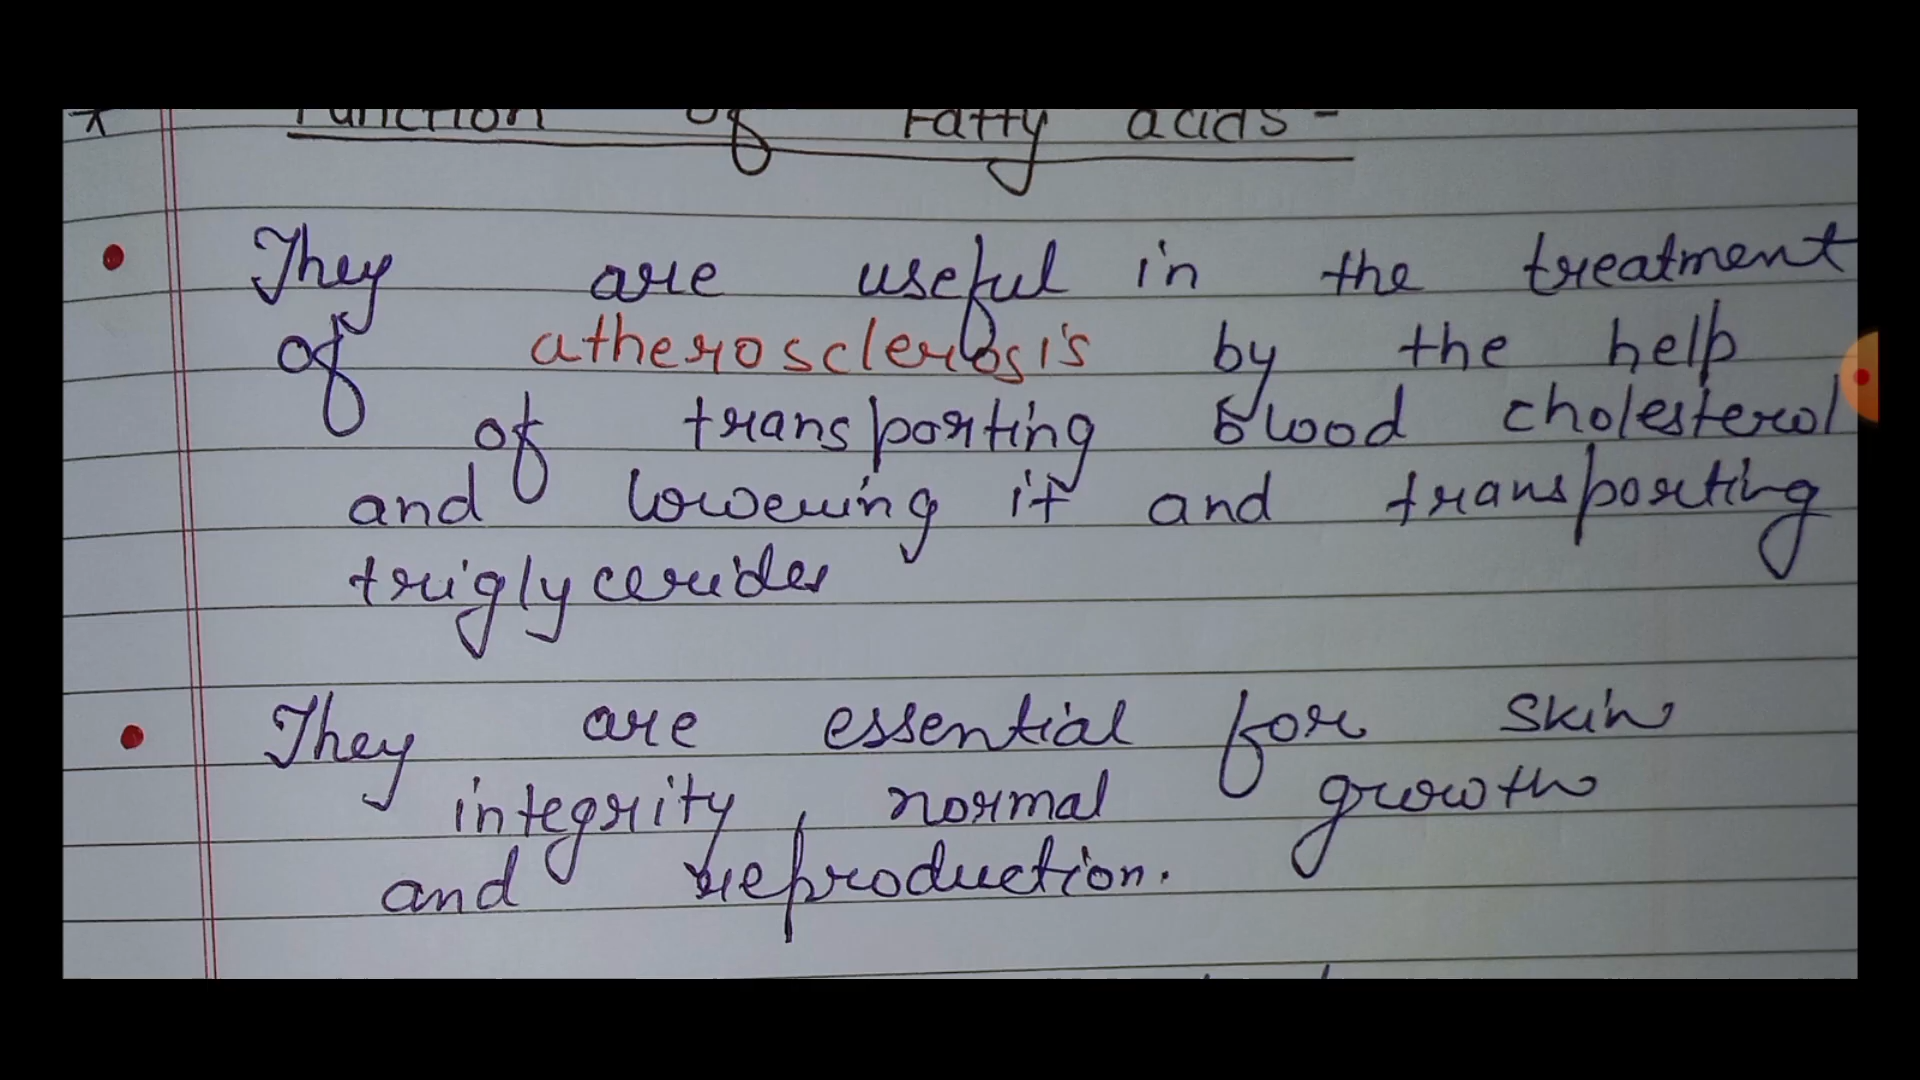 Function of Fatty acids -
They are useful in the treatment
of atherosclerosis by the help
of transporting blood cholesterol
and lowering it and transporting
triglycerides
They are essential for skin
integrity, normal growth
and reproduction.